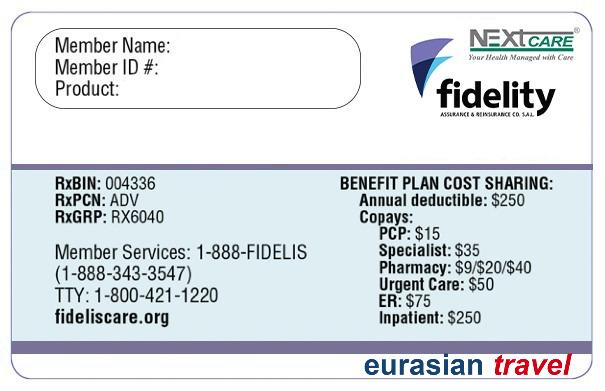 Member Name:
Member ID #:
Product:
NEXtCARE®
Your Health Managed with Care
fidelity
ASSURANCE & REINSURANCE CO. S.A.L.
RxBIN: 004336
RxPCN: ADV
RxGRP: RX6040
Member Services: 1-888-FIDELIS
(1-888-343-3547)
TTY: 1-800-421-1220
fideliscare.org
BENEFIT PLAN COST SHARING:
Annual deductible: $250
Copays:
PCP: $15
Specialist: $35
Pharmacy: $9/$20/$40
Urgent Care: $50
ER: $75
Inpatient: $250
eurasian travel